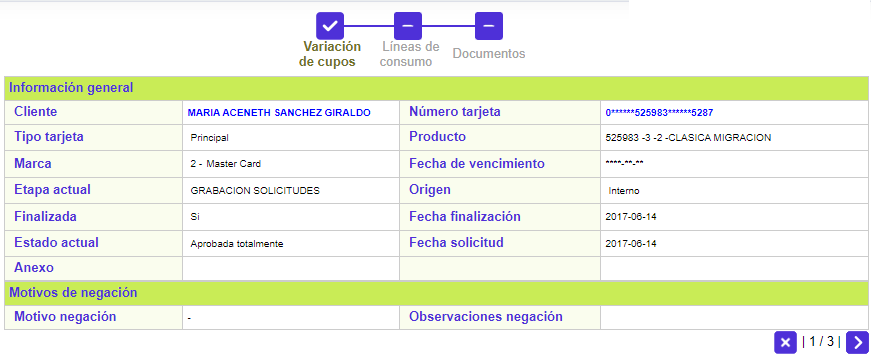 Variación de cupos
Líneas de consumo
Documentos
Información general
Cliente MARIA ACENETH SANCHEZ GIRALDO Número tarjeta 0******525983******5287
Tipo tarjeta Principal Producto 525983 -3 -2 -CLASICA MIGRACION
Marca 2 - Master Card Fecha de vencimiento ****-**-**
Etapa actual GRABACION SOLICITUDES Origen Interno
Finalizada Si Fecha finalización 2017-06-14
Estado actual Aprobada totalmente Fecha solicitud 2017-06-14
Anexo
Motivos de negación
Motivo negación - Observaciones negación
| 1 / 3 |